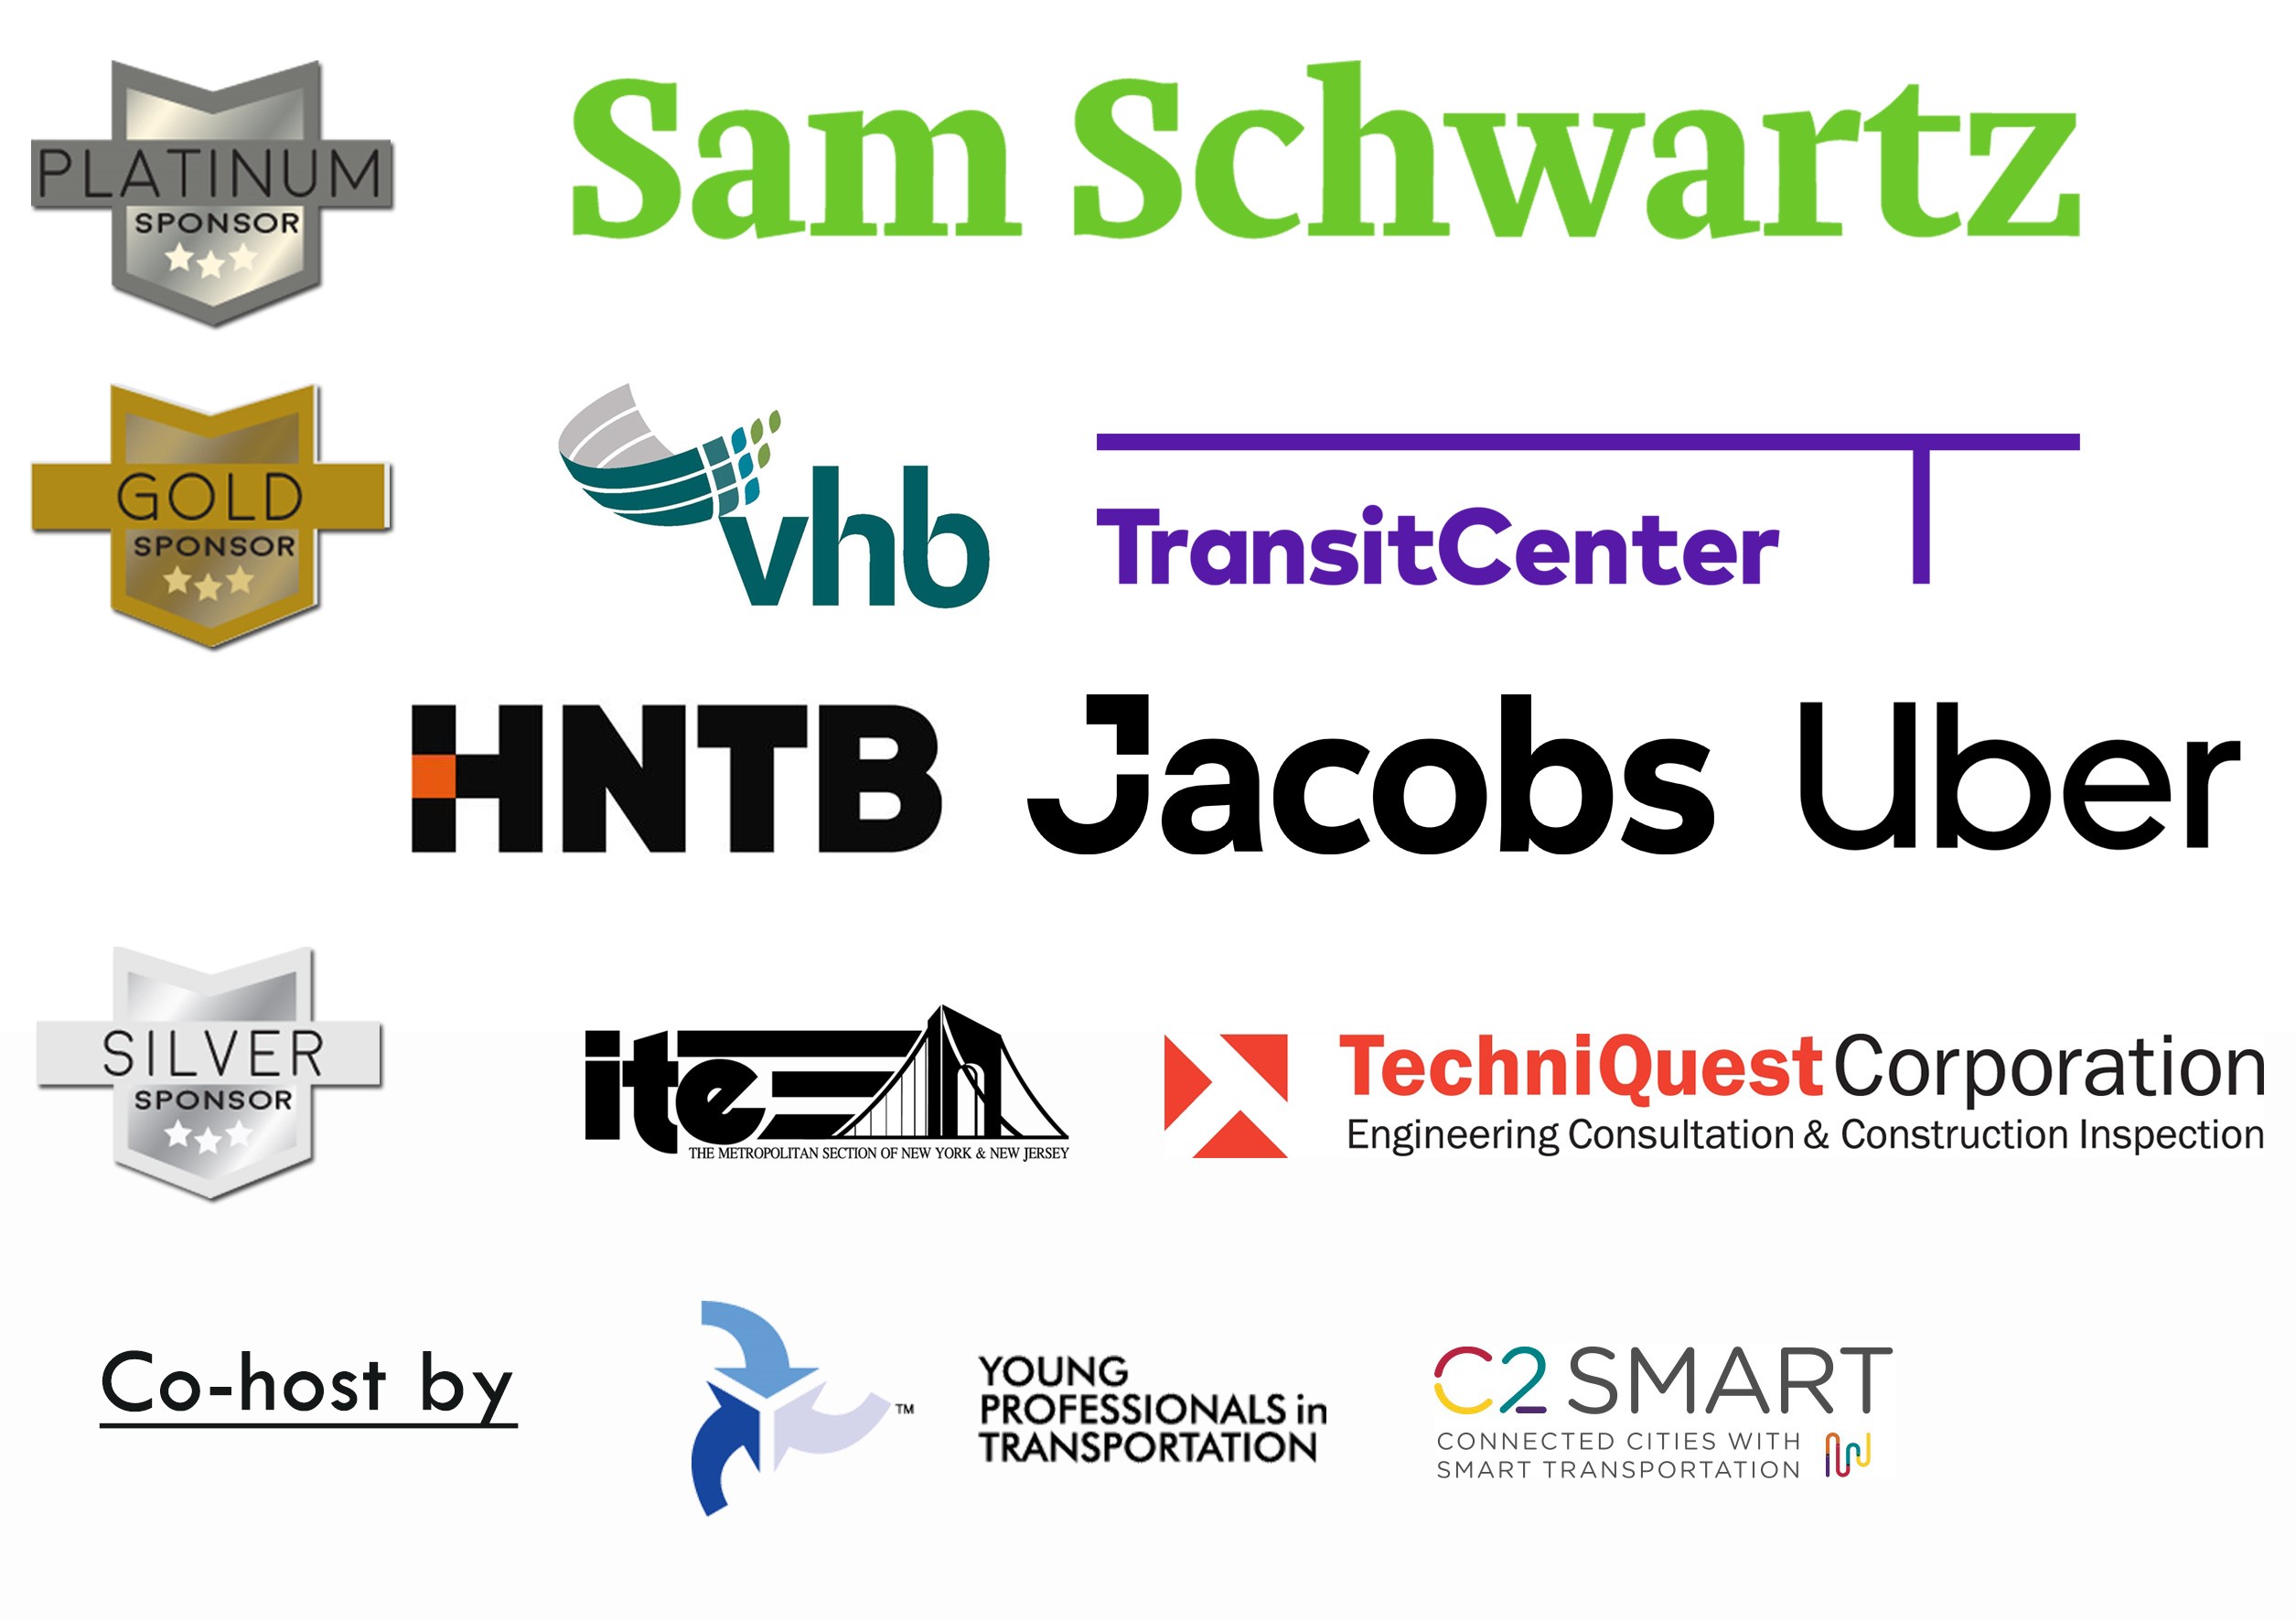 PLATINUM
SPONSOR
Sam Schwartz
GOLD
SPONSOR
vhb
TransitCenter
HNTB
Jacobs
Uber
SILVER
SPONSOR
ite
THE METROPOLITAN SECTION OF NEW YORK & NEW JERSEY
TechniQuest Corporation
Engineering Consultation & Construction Inspection
Co-host by
TM
YOUNG
PROFESSIONALS in
TRANSPORTATION
C2 SMART
CONNECTED CITIES WITH
SMART TRANSPORTATION